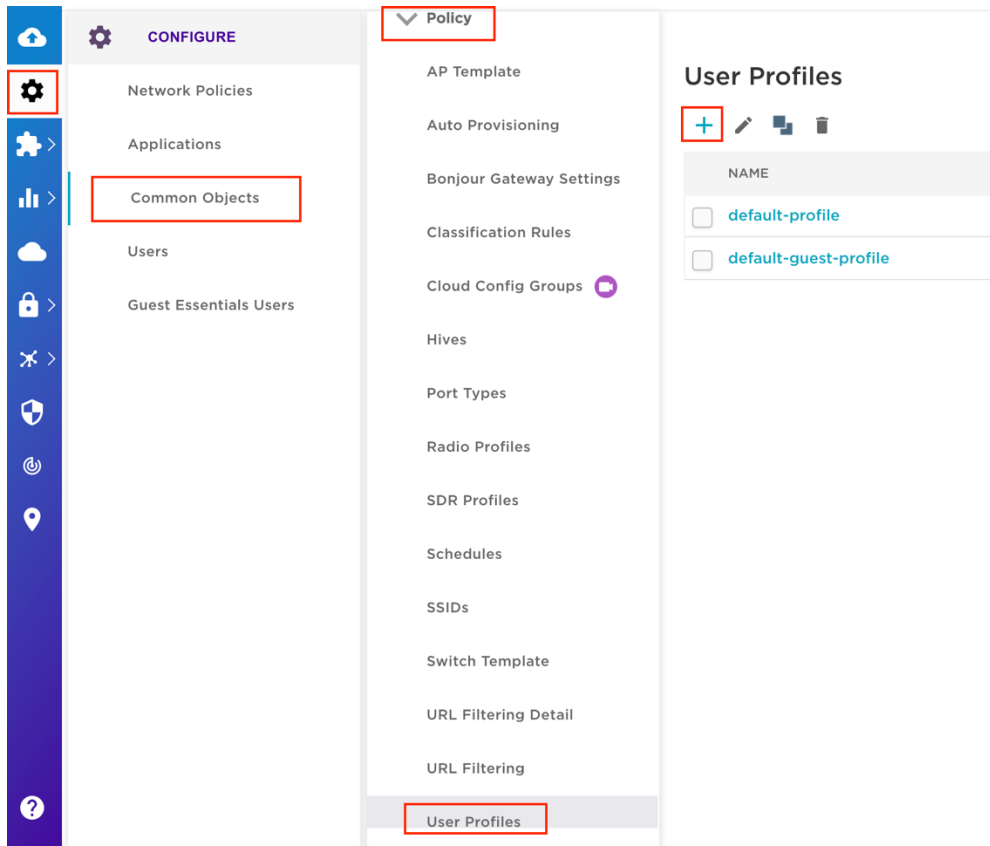 CONFIGURE
Network Policies
Applications
Common Objects
Users
Guest Essentials Users
Policy
AP Template
Auto Provisioning
Bonjour Gateway Settings
Classification Rules
Cloud Config Groups
Hives
Port Types
Radio Profiles
SDR Profiles
Schedules
SSIDs
Switch Template
URL Filtering Detail
URL Filtering
User Profiles
User Profiles
NAME
default-profile
default-guest-profile